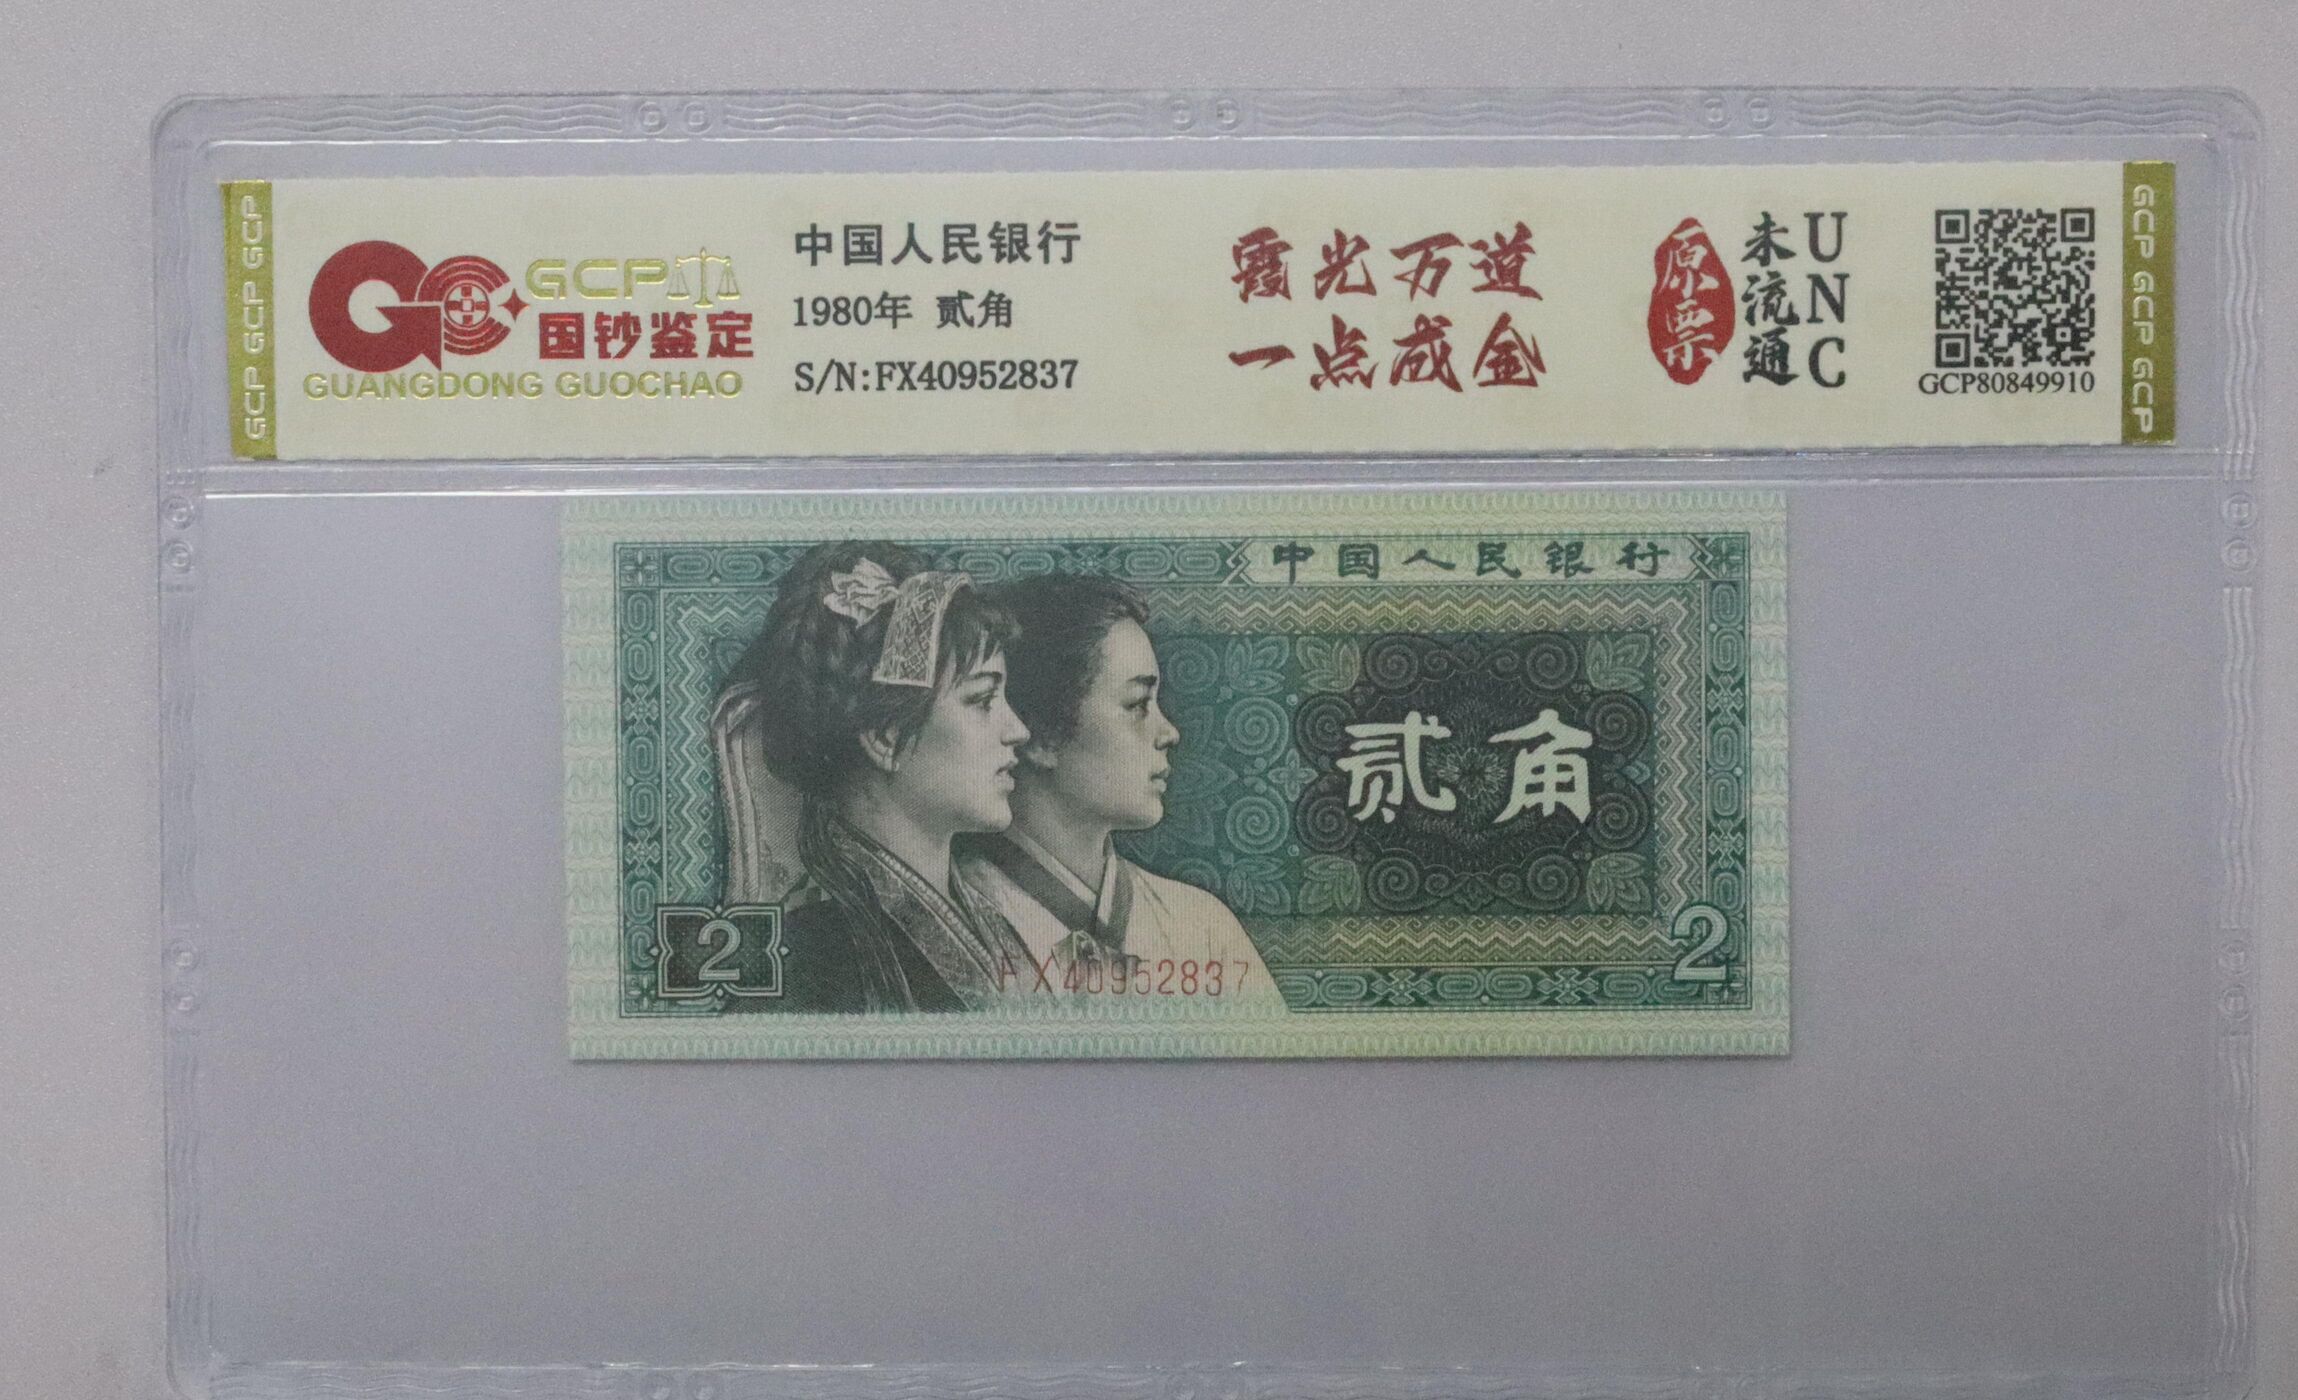 GCP GCP GCP
GCP
国钞鉴定
GUANGDONG GUOCHAO
中国人民银行
1980年 贰角
S/N:FX40952837
霞光万道
一点成金
原票
未流通
UNC
GCP80849910
GCP GCP GCP
中国人民银行
贰角
2
FX40952837
2